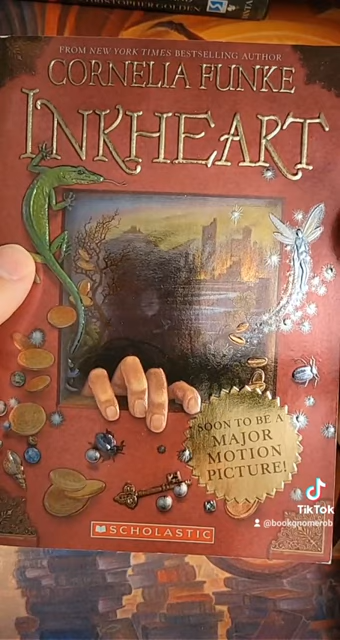 CHRISTOPHER GOLDEN
FROM NEW YORK TIMES BESTSELLING AUTHOR
CORNELIA FUNKE
INKHEART
SOON TO BE A
MAJOR
MOTION
PICTURE!
SCHOLASTIC
TikTok
@bookgnomerob